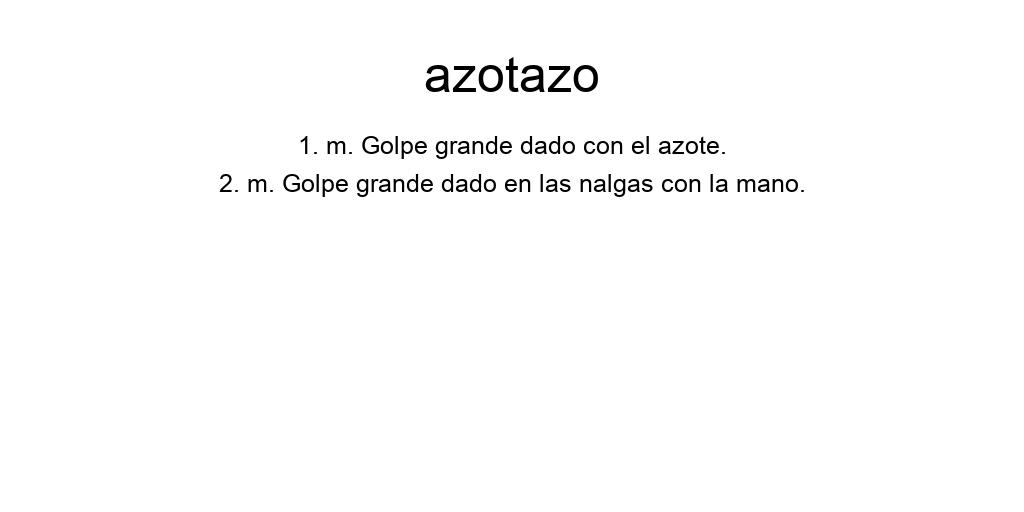 azotazo
1. m. Golpe grande dado con el azote.
2. m. Golpe grande dado en las nalgas con la mano.